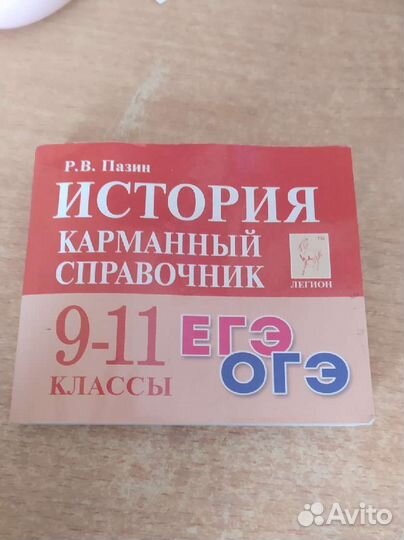 Р.В. Пазин
ИСТОРИЯ
КАРМАННЫЙ
СПРАВОЧНИК
ЛЕГИОН
9-11
КЛАССЫ
ЕГЭ
ОГЭ
Avito